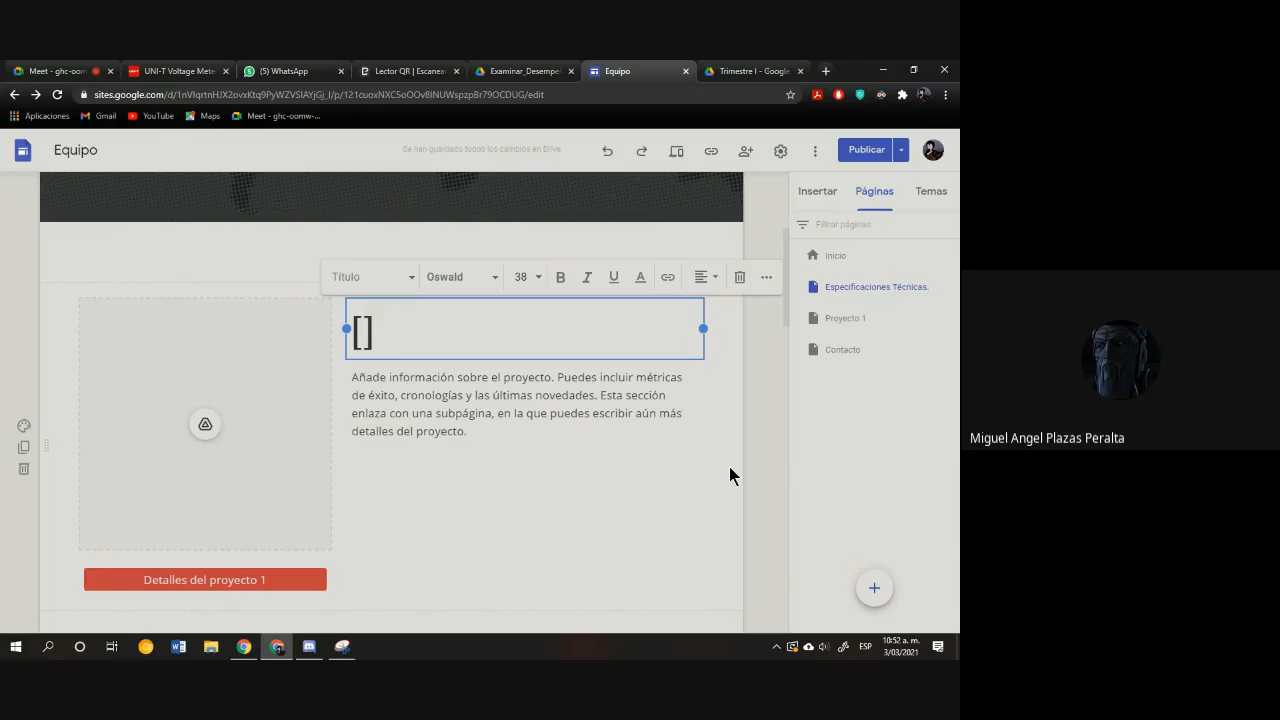 Meet - ghc-oom
UNI-T Voltage Mete
(5) WhatsApp
Lector QR | Escanea
Examinar_Desempe
Equipo
Trimestre I - Google
sites.google.com/d/1nVIqrtnHJX2ovxKtq9PyWZVSlAYjGj_I/p/121cuoxNXC5oOOv8lNUWspzp8r79OCDUG/edit
Aplicaciones
Gmail
YouTube
Maps
Meet - ghc-oomw-...
Equipo
Se han guardado todos los cambios en Drive
Publicar
Insertar
Páginas
Temas
Filtrar páginas
Inicio
Especificaciones Técnicas.
Proyecto 1
Contacto
Título
Oswald
38
B
I
U
A
[]
Añade información sobre el proyecto. Puedes incluir métricas
de éxito, cronologías y las últimas novedades. Esta sección
enlaza con una subpágina, en la que puedes escribir aún más
detalles del proyecto.
Detalles del proyecto 1
Miguel Angel Plazas Peralta
ESP
10:52 a. m.
3/03/2021